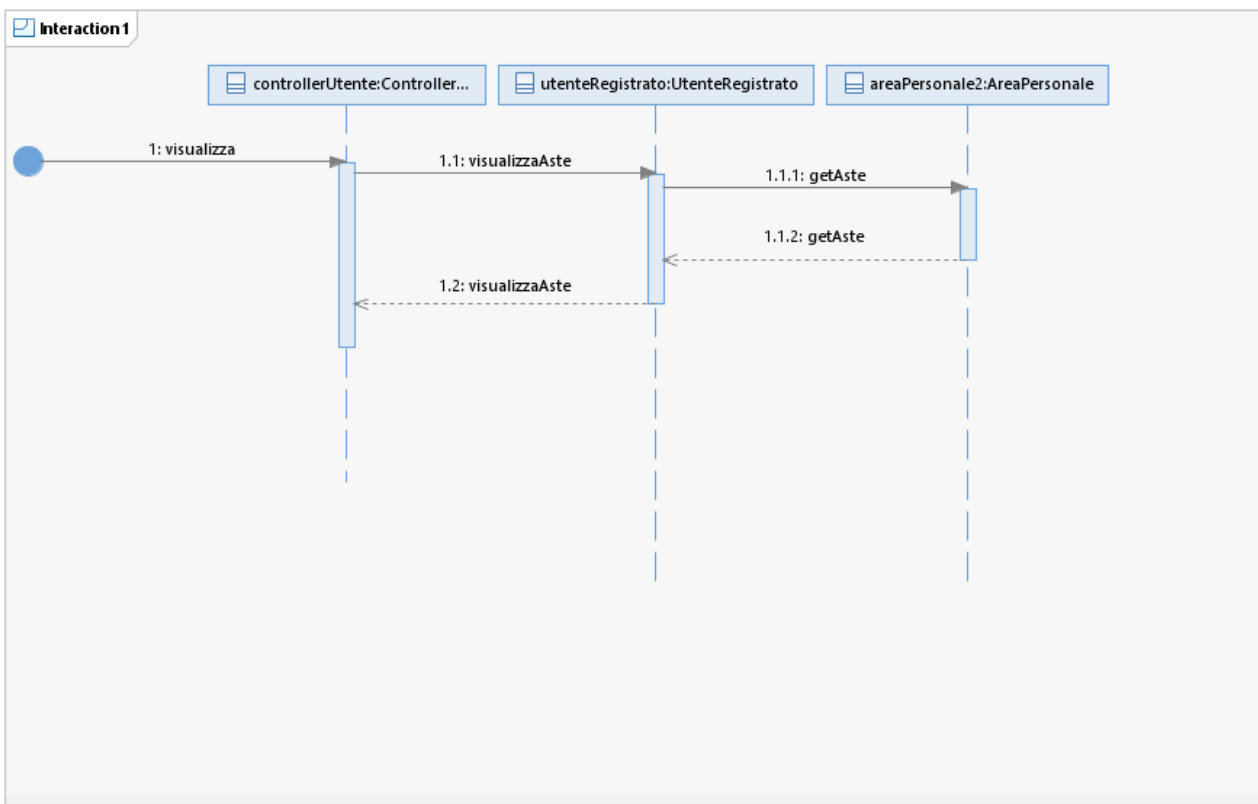 Interaction1
controllerUtente:Controller...
utenteRegistrato:UtenteRegistrato
areaPersonale2:AreaPersonale
1: visualizza
1.1: visualizzaAste
1.1.1: getAste
1.1.2: getAste
1.2: visualizzaAste